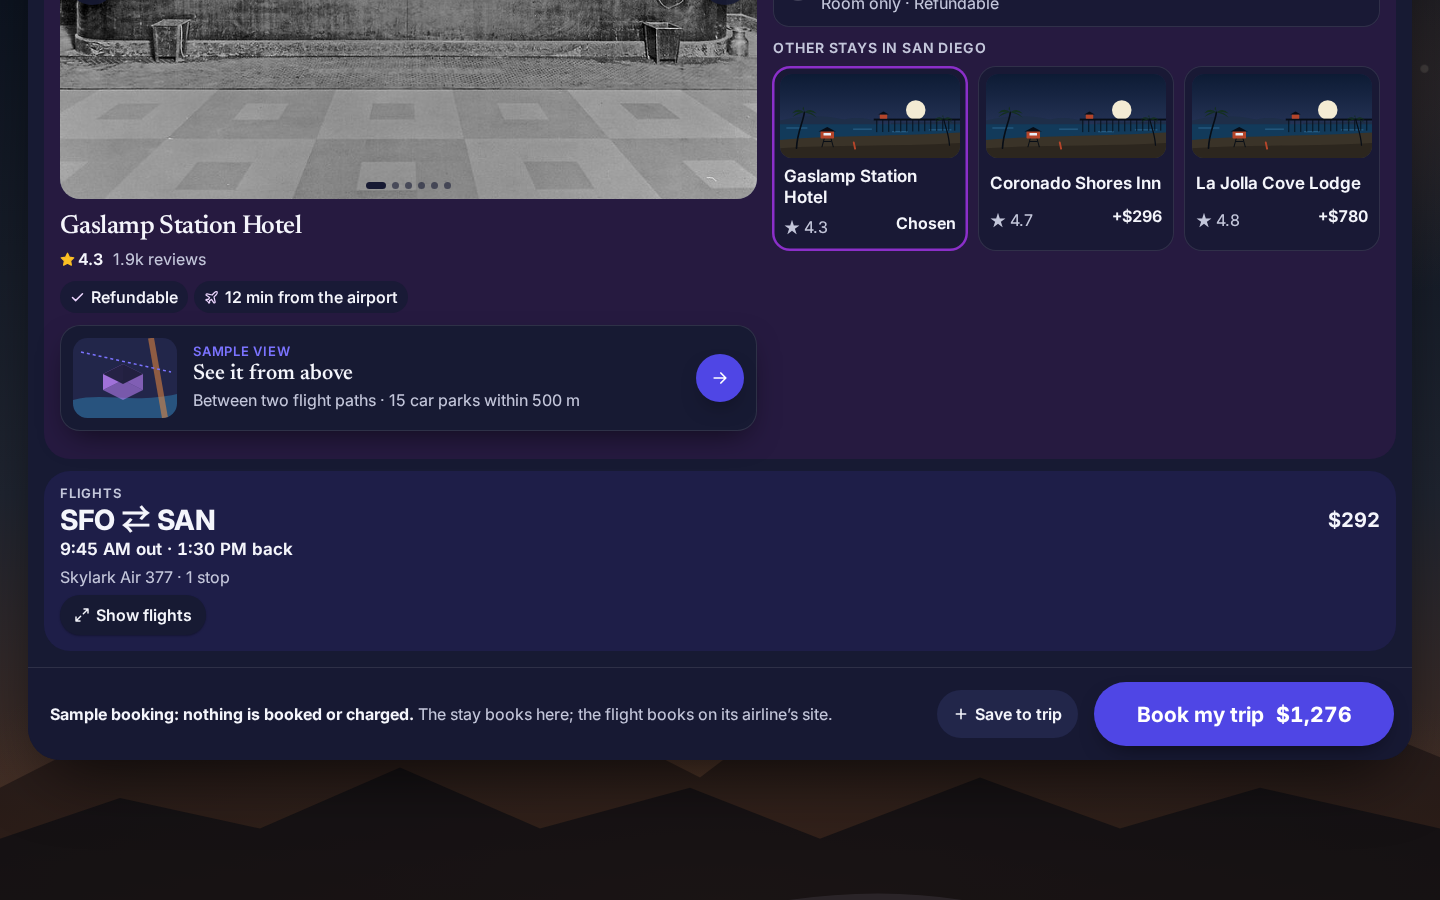 Room only · Refundable
OTHER STAYS IN SAN DIEGO
Gaslamp Station
Hotel
★ 4.3
Chosen
Coronado Shores Inn
★ 4.7
+$296
La Jolla Cove Lodge
★ 4.8
+$780
Gaslamp Station Hotel
4.3 1.9k reviews
Refundable
12 min from the airport
SAMPLE VIEW
See it from above
Between two flight paths · 15 car parks within 500 m
FLIGHTS
SFO ⇄ SAN
$292
9:45 AM out · 1:30 PM back
Skylark Air 377 · 1 stop
Show flights
Sample booking: nothing is booked or charged. The stay books here; the flight books on its airline’s site.
+ Save to trip
Book my trip $1,276